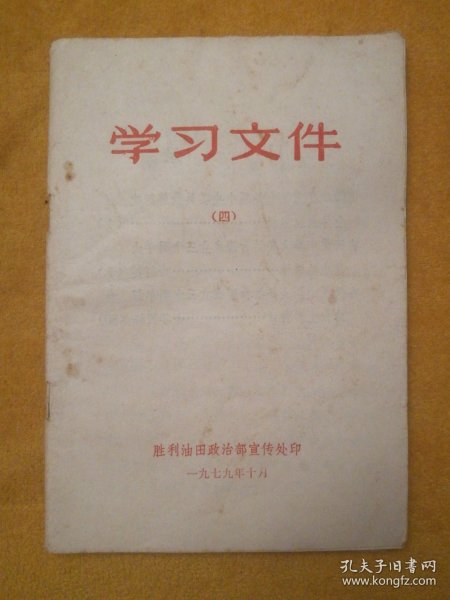 学习文件
（四）
胜利油田政治部宣传处印
一九七九年十月
孔夫子旧书网
www.kongfz.com